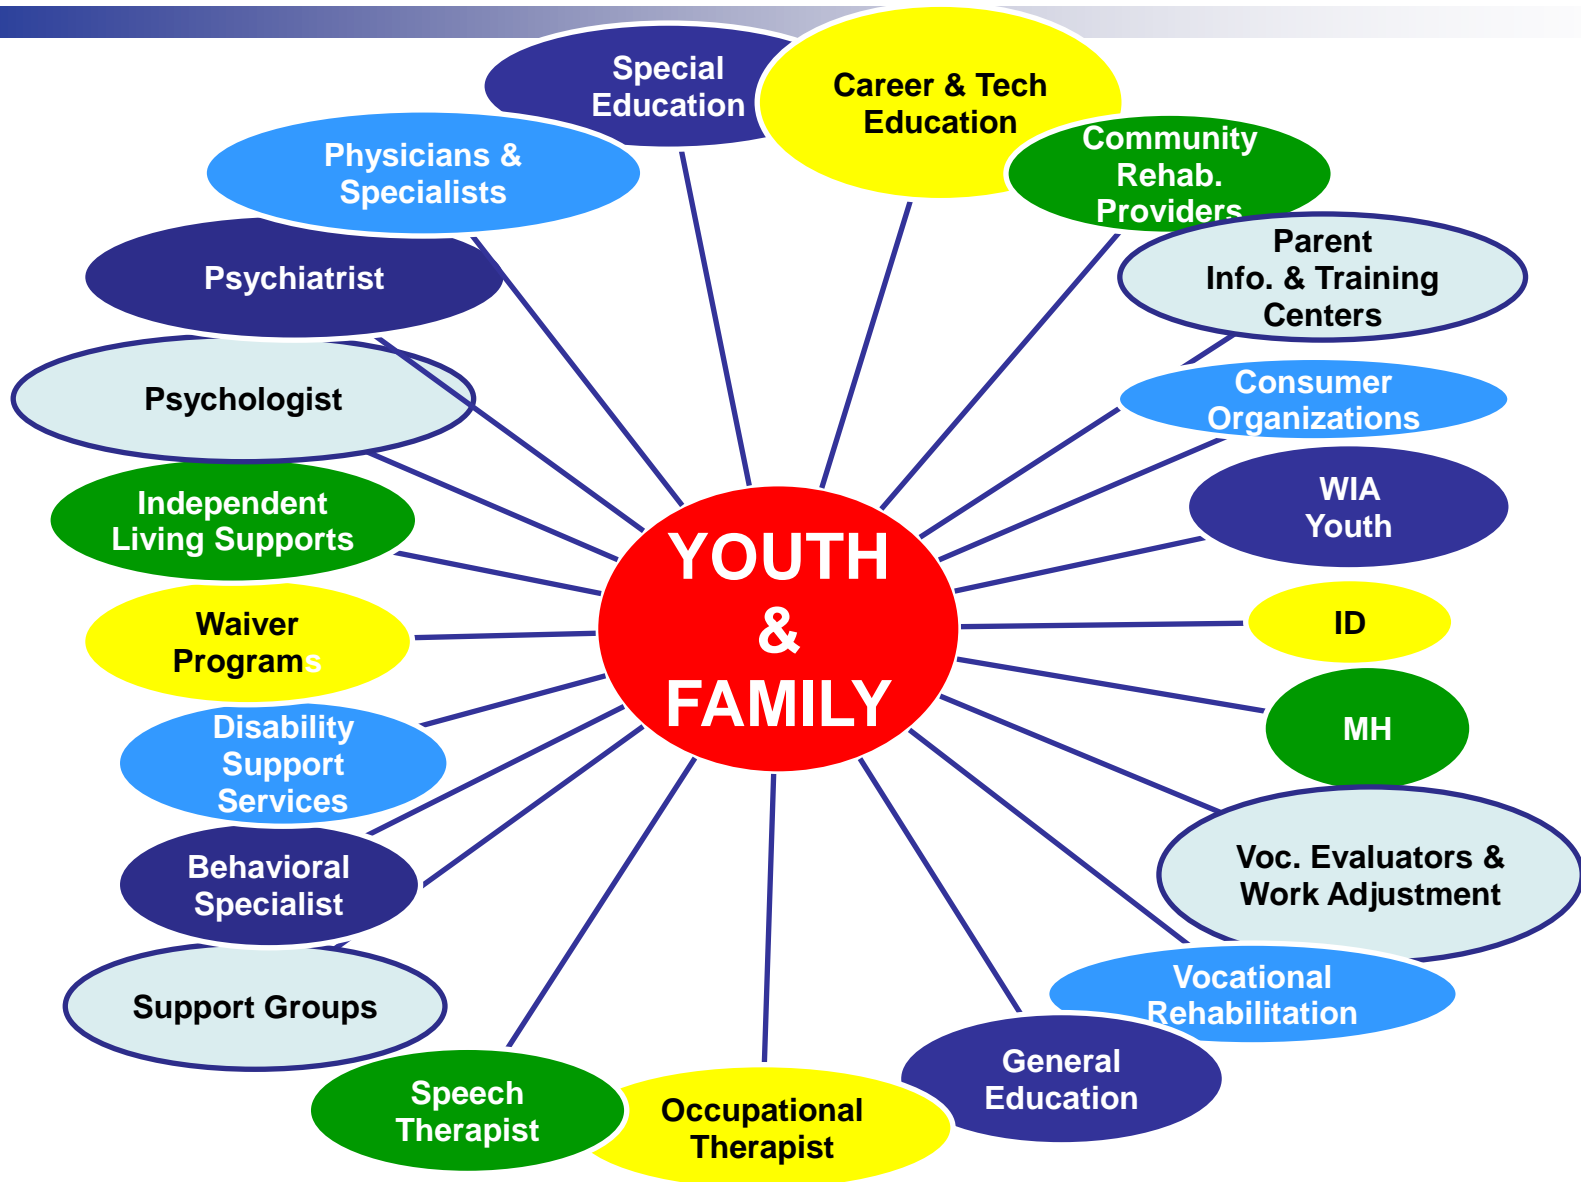 Special
Education
Career & Tech
Education
Community
Rehab.
Providers
Parent
Info. & Training
Centers
Consumer
Organizations
WIA
Youth
ID
MH
Voc. Evaluators &
Work Adjustment
Vocational
Rehabilitation
General
Education
Occupational
Therapist
Speech
Therapist
Support Groups
Behavioral
Specialist
Disability
Support
Services
Waiver
Programs
Independent
Living Supports
Psychologist
Psychiatrist
Physicians &
Specialists
YOUTH
&
FAMILY